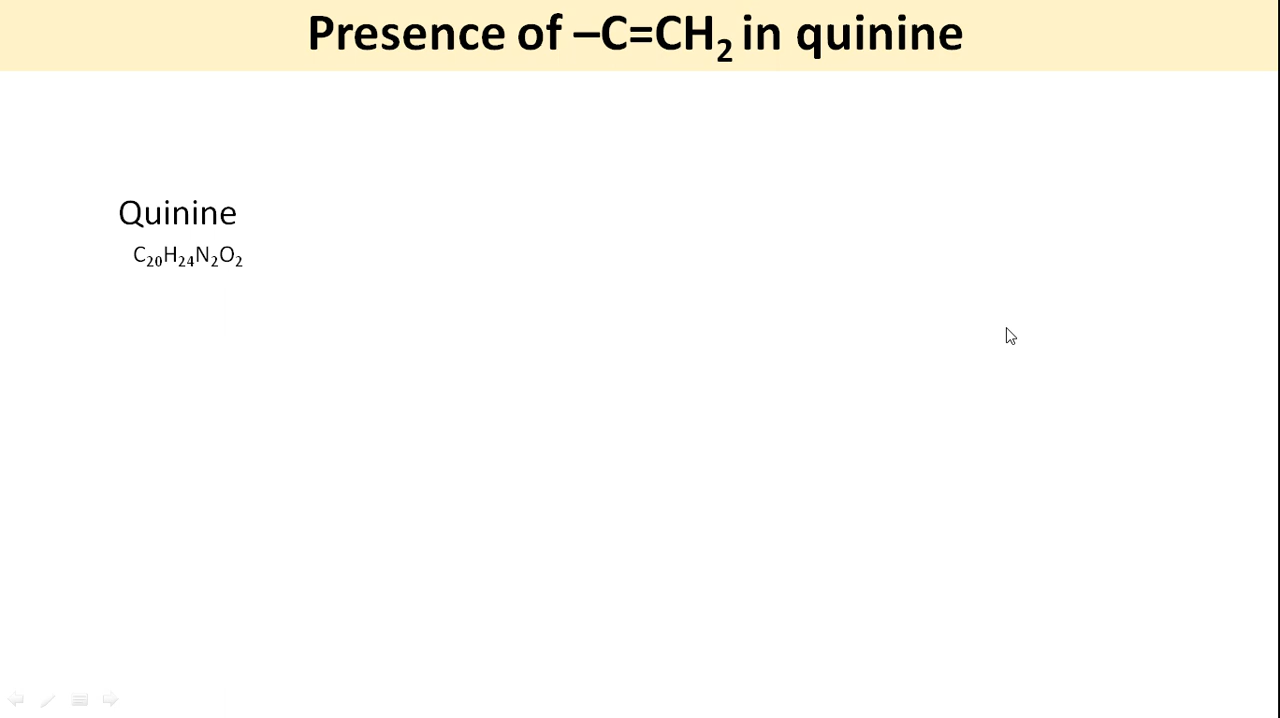 Presence of –C=CH₂ in quinine
Quinine
C₂₀H₂₄N₂O₂